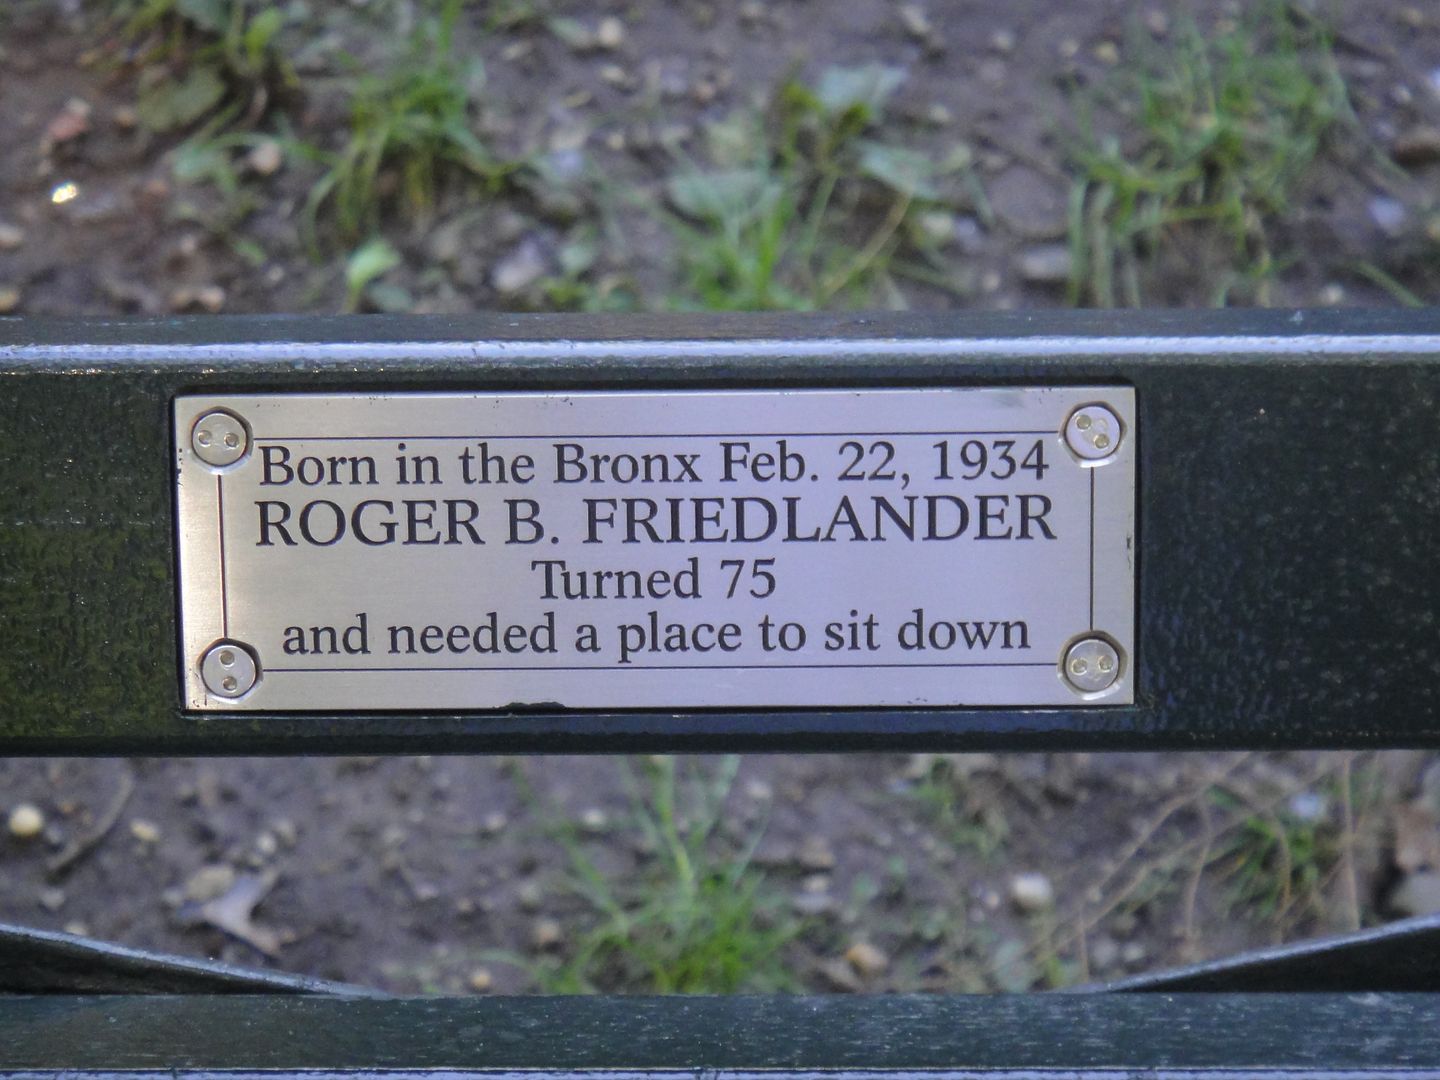 Born in the Bronx Feb. 22, 1934
ROGER B. FRIEDLANDER
Turned 75
and needed a place to sit down